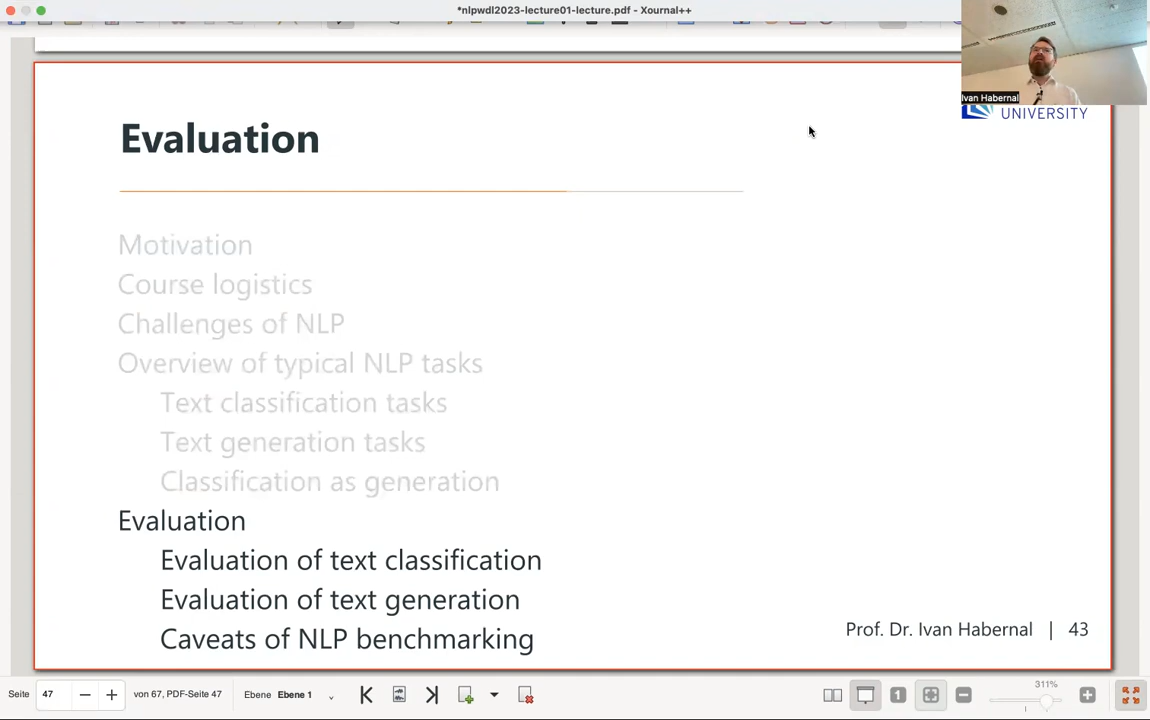 *nlpwdl2023-lecture01-lecture.pdf - Xournal++
Ivan Habernal
UNIVERSITY
Evaluation
Motivation
Course logistics
Challenges of NLP
Overview of typical NLP tasks
Text classification tasks
Text generation tasks
Classification as generation
Evaluation
Evaluation of text classification
Evaluation of text generation
Caveats of NLP benchmarking
Prof. Dr. Ivan Habernal | 43
Seite 47 von 67, PDF-Seite 47 Ebene Ebene 1 1 311%